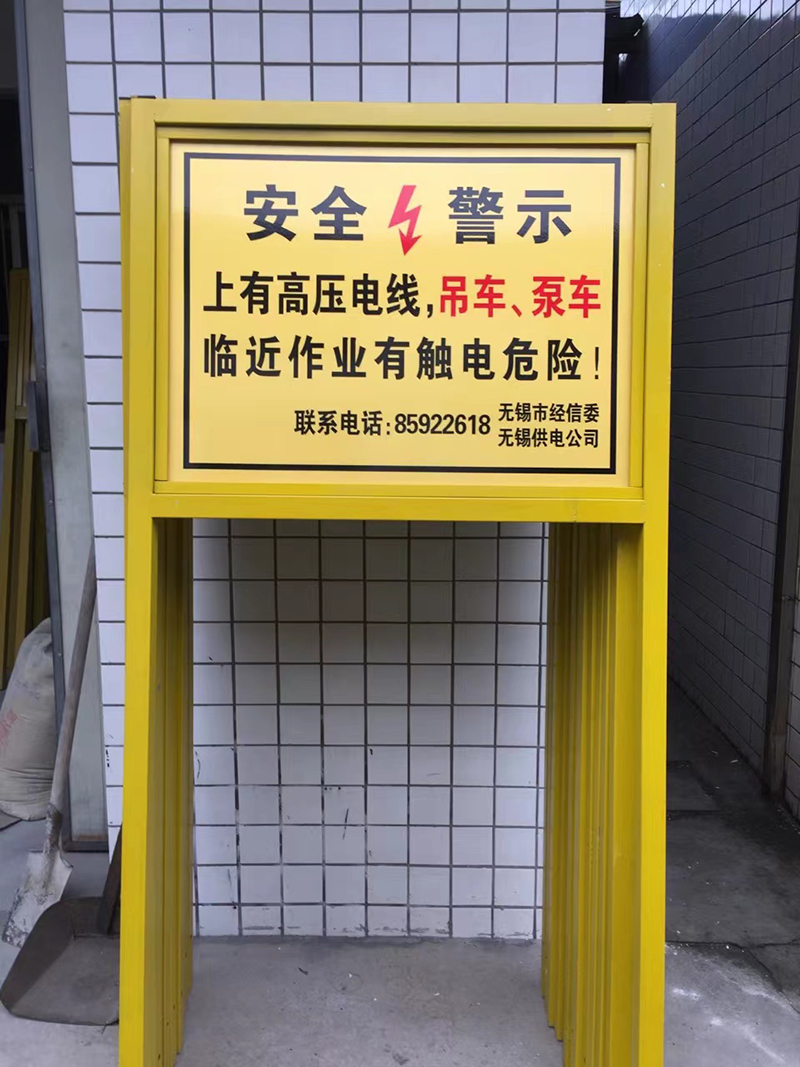 安全 警示
上有高压电线,吊车、泵车
临近作业有触电危险!
联系电话:85922618
无锡市经信委
无锡供电公司